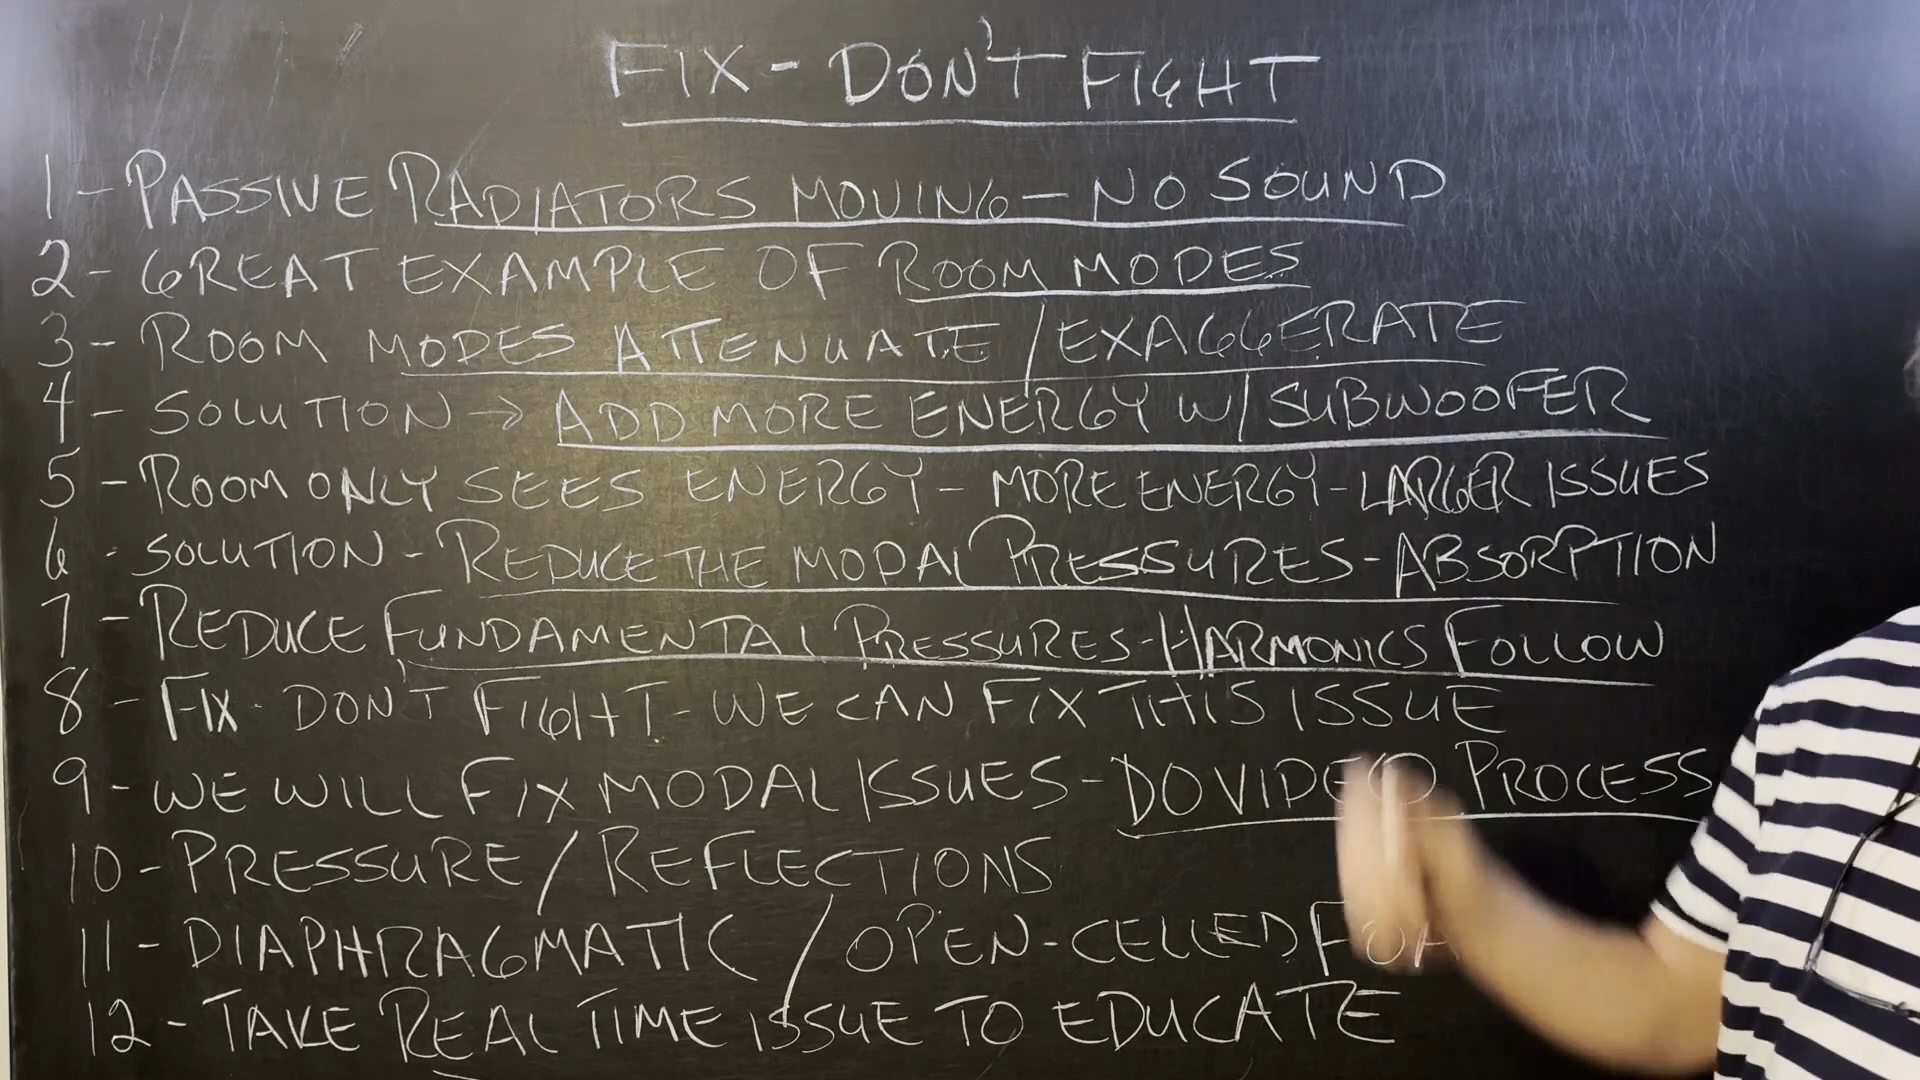 FIX - DON'T FIGHT
1 - PASSIVE RADIATORS MOVING - NO SOUND
2 - GREAT EXAMPLE OF ROOM MODES
3 - ROOM MODES ATTENUATE / EXAGGERATE
4 - SOLUTION → ADD MORE ENERGY W/ SUBWOOFER
5 - ROOM ONLY SEES ENERGY - MORE ENERGY - LARGER ISSUES
6 - SOLUTION - REDUCE THE MODAL PRESSURES - ABSORPTION
7 - REDUCE FUNDAMENTAL PRESSURES - HARMONICS FOLLOW
8 - FIX - DON'T FIGHT - WE CAN FIX THIS ISSUE
9 - WE WILL FIX MODAL ISSUES - DO VIDEO PROCESS
10 - PRESSURE / REFLECTIONS
11 - DIAPHRAGMATIC / OPEN-CELLED
12 - TAKE REAL TIME ISSUE TO EDUCATE